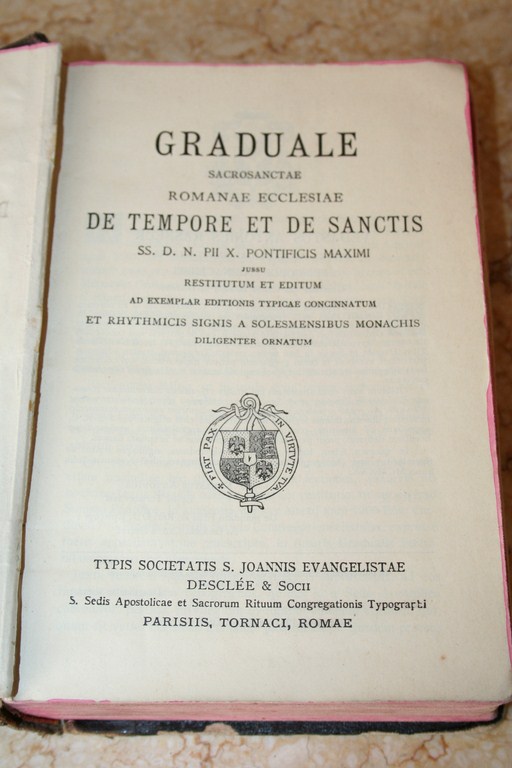 GRADUALE
SACROSANCTAE
ROMANAE ECCLESIAE
DE TEMPORE ET DE SANCTIS
SS. D. N. PII X. PONTIFICIS MAXIMI
JUSSU
RESTITUTUM ET EDITUM
AD EXEMPLAR EDITIONIS TYPICAE CONCINNATUM
ET RHYTHMICIS SIGNIS A SOLESMENSIBUS MONACHIS
DILIGENTER ORNATUM
✠ FIAT PAX IN VIRTVTE TVA
TYPIS SOCIETATIS S. JOANNIS EVANGELISTAE
DESCLÉE & SOCII
S. Sedis Apostolicae et Sacrorum Rituum Congregationis Typographi
PARISIIS, TORNACI, ROMAE